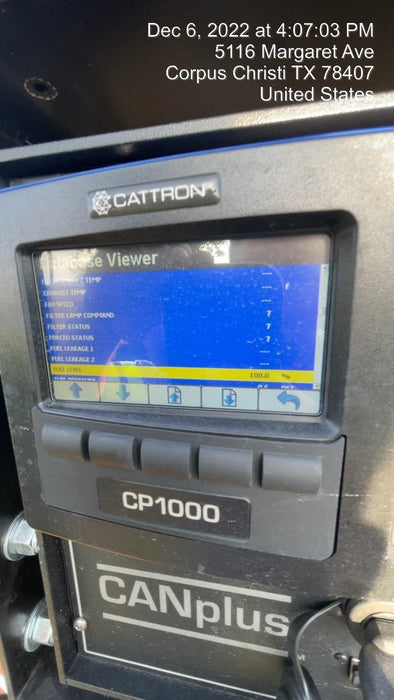 Dec 6, 2022 at 4:07:03 PM
5116 Margaret Ave
Corpus Christi TX 78407
United States
CATTRON
Viewer
TEMP
EXHAUST TEMP
FAN SPEED
FILTER LAMP COMMAND 7
FILTER STATUS 7
FORCED STATUS 7
FUEL LEAKAGE 1
FUEL LEAKAGE 2
FUEL LEVEL 100.0 %
CP1000
CANplus